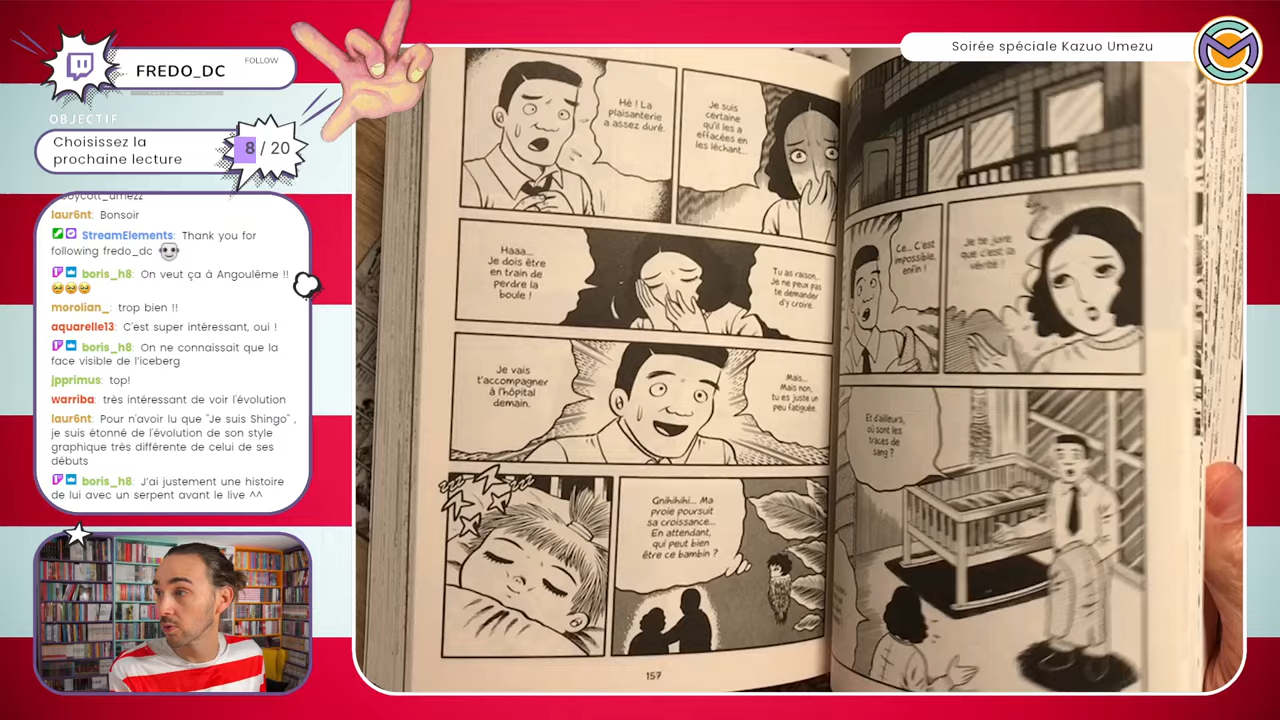 FREDO_DC
FOLLOW
OBJECTIF
Choisissez la
prochaine lecture
8 / 20
laur6nt: Bonsoir
StreamElements: Thank you for
following fredo_dc
boris_h8: On veut ça à Angoulême !!
morolian_: trop bien !!
aquarelle13: C'est super intéressant, oui !
boris_h8: On ne connaissait que la
face visible de l'iceberg
jpprimus: top!
warriba: très intéressant de voir l'évolution
laur6nt: Pour n'avoir lu que "Je suis Shingo" ,
je suis étonné de l'évolution de son style
graphique très différente de celui de ses
débuts
boris_h8: J'ai justement une histoire
de lui avec un serpent avant le live ^^
Soirée spéciale Kazuo Umezu
Hé ! La
plaisanterie
a assez duré.
Je suis
certaine
qu'il les a
effacées en
les léchant...
Haaa...
Je dois être
en train de
perdre la
boule !
Tu as raison...
Je ne peux pas
te demander
d'y croire.
Je vais
t'accompagner
à l'hôpital
demain.
Mais...
Mais non,
tu es juste un
peu fatiguée.
Gnihihihi... Ma
proie poursuit
sa croissance...
En attendant,
qui peut bien
être ce bambin ?
157
Ce... C'est
impossible,
enfin !
Je te jure
que c'est la
vérité !
Et d'ailleurs,
où sont les
traces de
sang ?